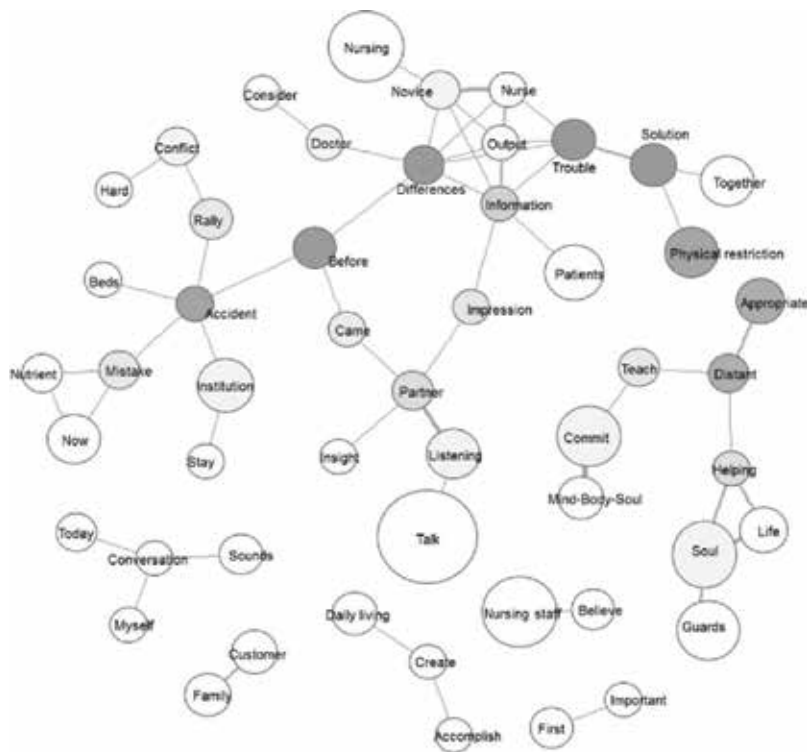 Nursing
Consider
Novice
Nurse
Doctor
Output
Solution
Conflict
Trouble
Together
Hard
Differences
Information
Rally
Before
Physical restriction
Beds
Patients
Accident
Impression
Appropriate
Came
Nutrient
Mistake
Institution
Partner
Teach
Distant
Now
Commit
Stay
Insight
Listening
Helping
Mind-Body-Soul
Today
Talk
Life
Conversation
Sounds
Soul
Myself
Daily living
Nursing staff
Believe
Guards
Customer
Create
Family
Important
First
Accomplish